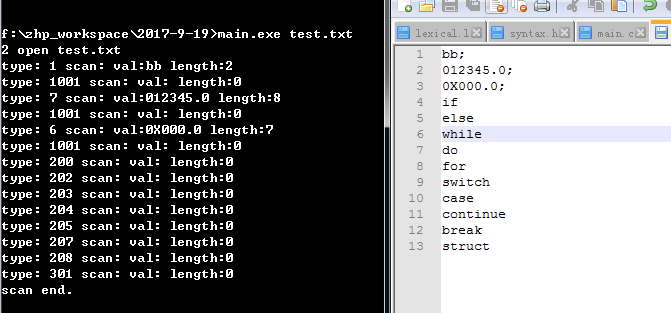 f:\zhp_workspace\2017-9-19>main.exe test.txt
2 open test.txt
type: 1 scan: val:bb length:2
type: 1001 scan: val: length:0
type: 7 scan: val:012345.0 length:8
type: 1001 scan: val: length:0
type: 6 scan: val:0X000.0 length:7
type: 1001 scan: val: length:0
type: 200 scan: val: length:0
type: 202 scan: val: length:0
type: 203 scan: val: length:0
type: 204 scan: val: length:0
type: 205 scan: val: length:0
type: 207 scan: val: length:0
type: 208 scan: val: length:0
type: 301 scan: val: length:0
scan end.
lexical.l
syntax.h
main.c
1 bb;
2 012345.0;
3 0X000.0;
4 if
5 else
6 while
7 do
8 for
9 switch
10 case
11 continue
12 break
13 struct